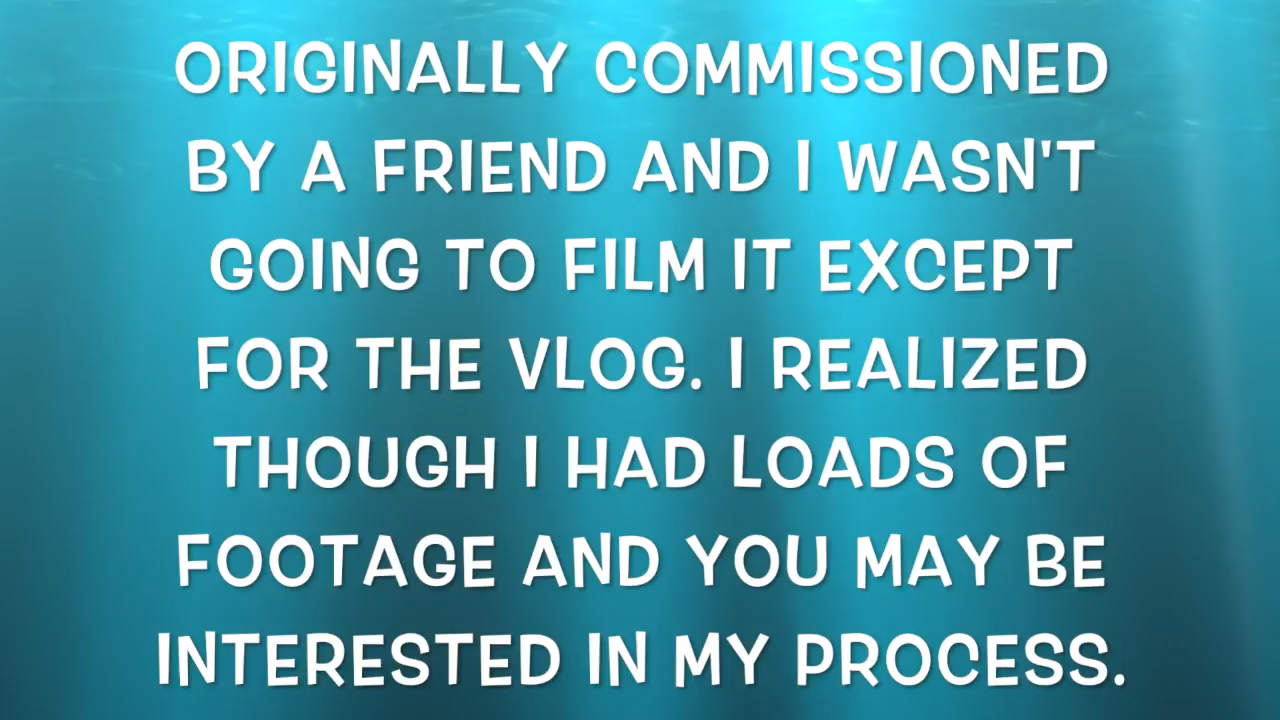 ORIGINALLY COMMISSIONED
BY A FRIEND AND I WASN'T
GOING TO FILM IT EXCEPT
FOR THE VLOG. I REALIZED
THOUGH I HAD LOADS OF
FOOTAGE AND YOU MAY BE
INTERESTED IN MY PROCESS.